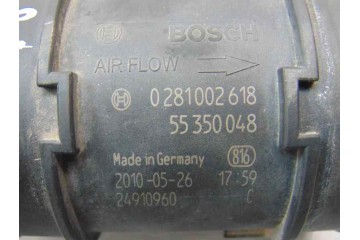 BOSCH
AIR FLOW
0 281 002 618
55 350 048
Made in Germany 816
2010-05-26 17:59
24910960 C